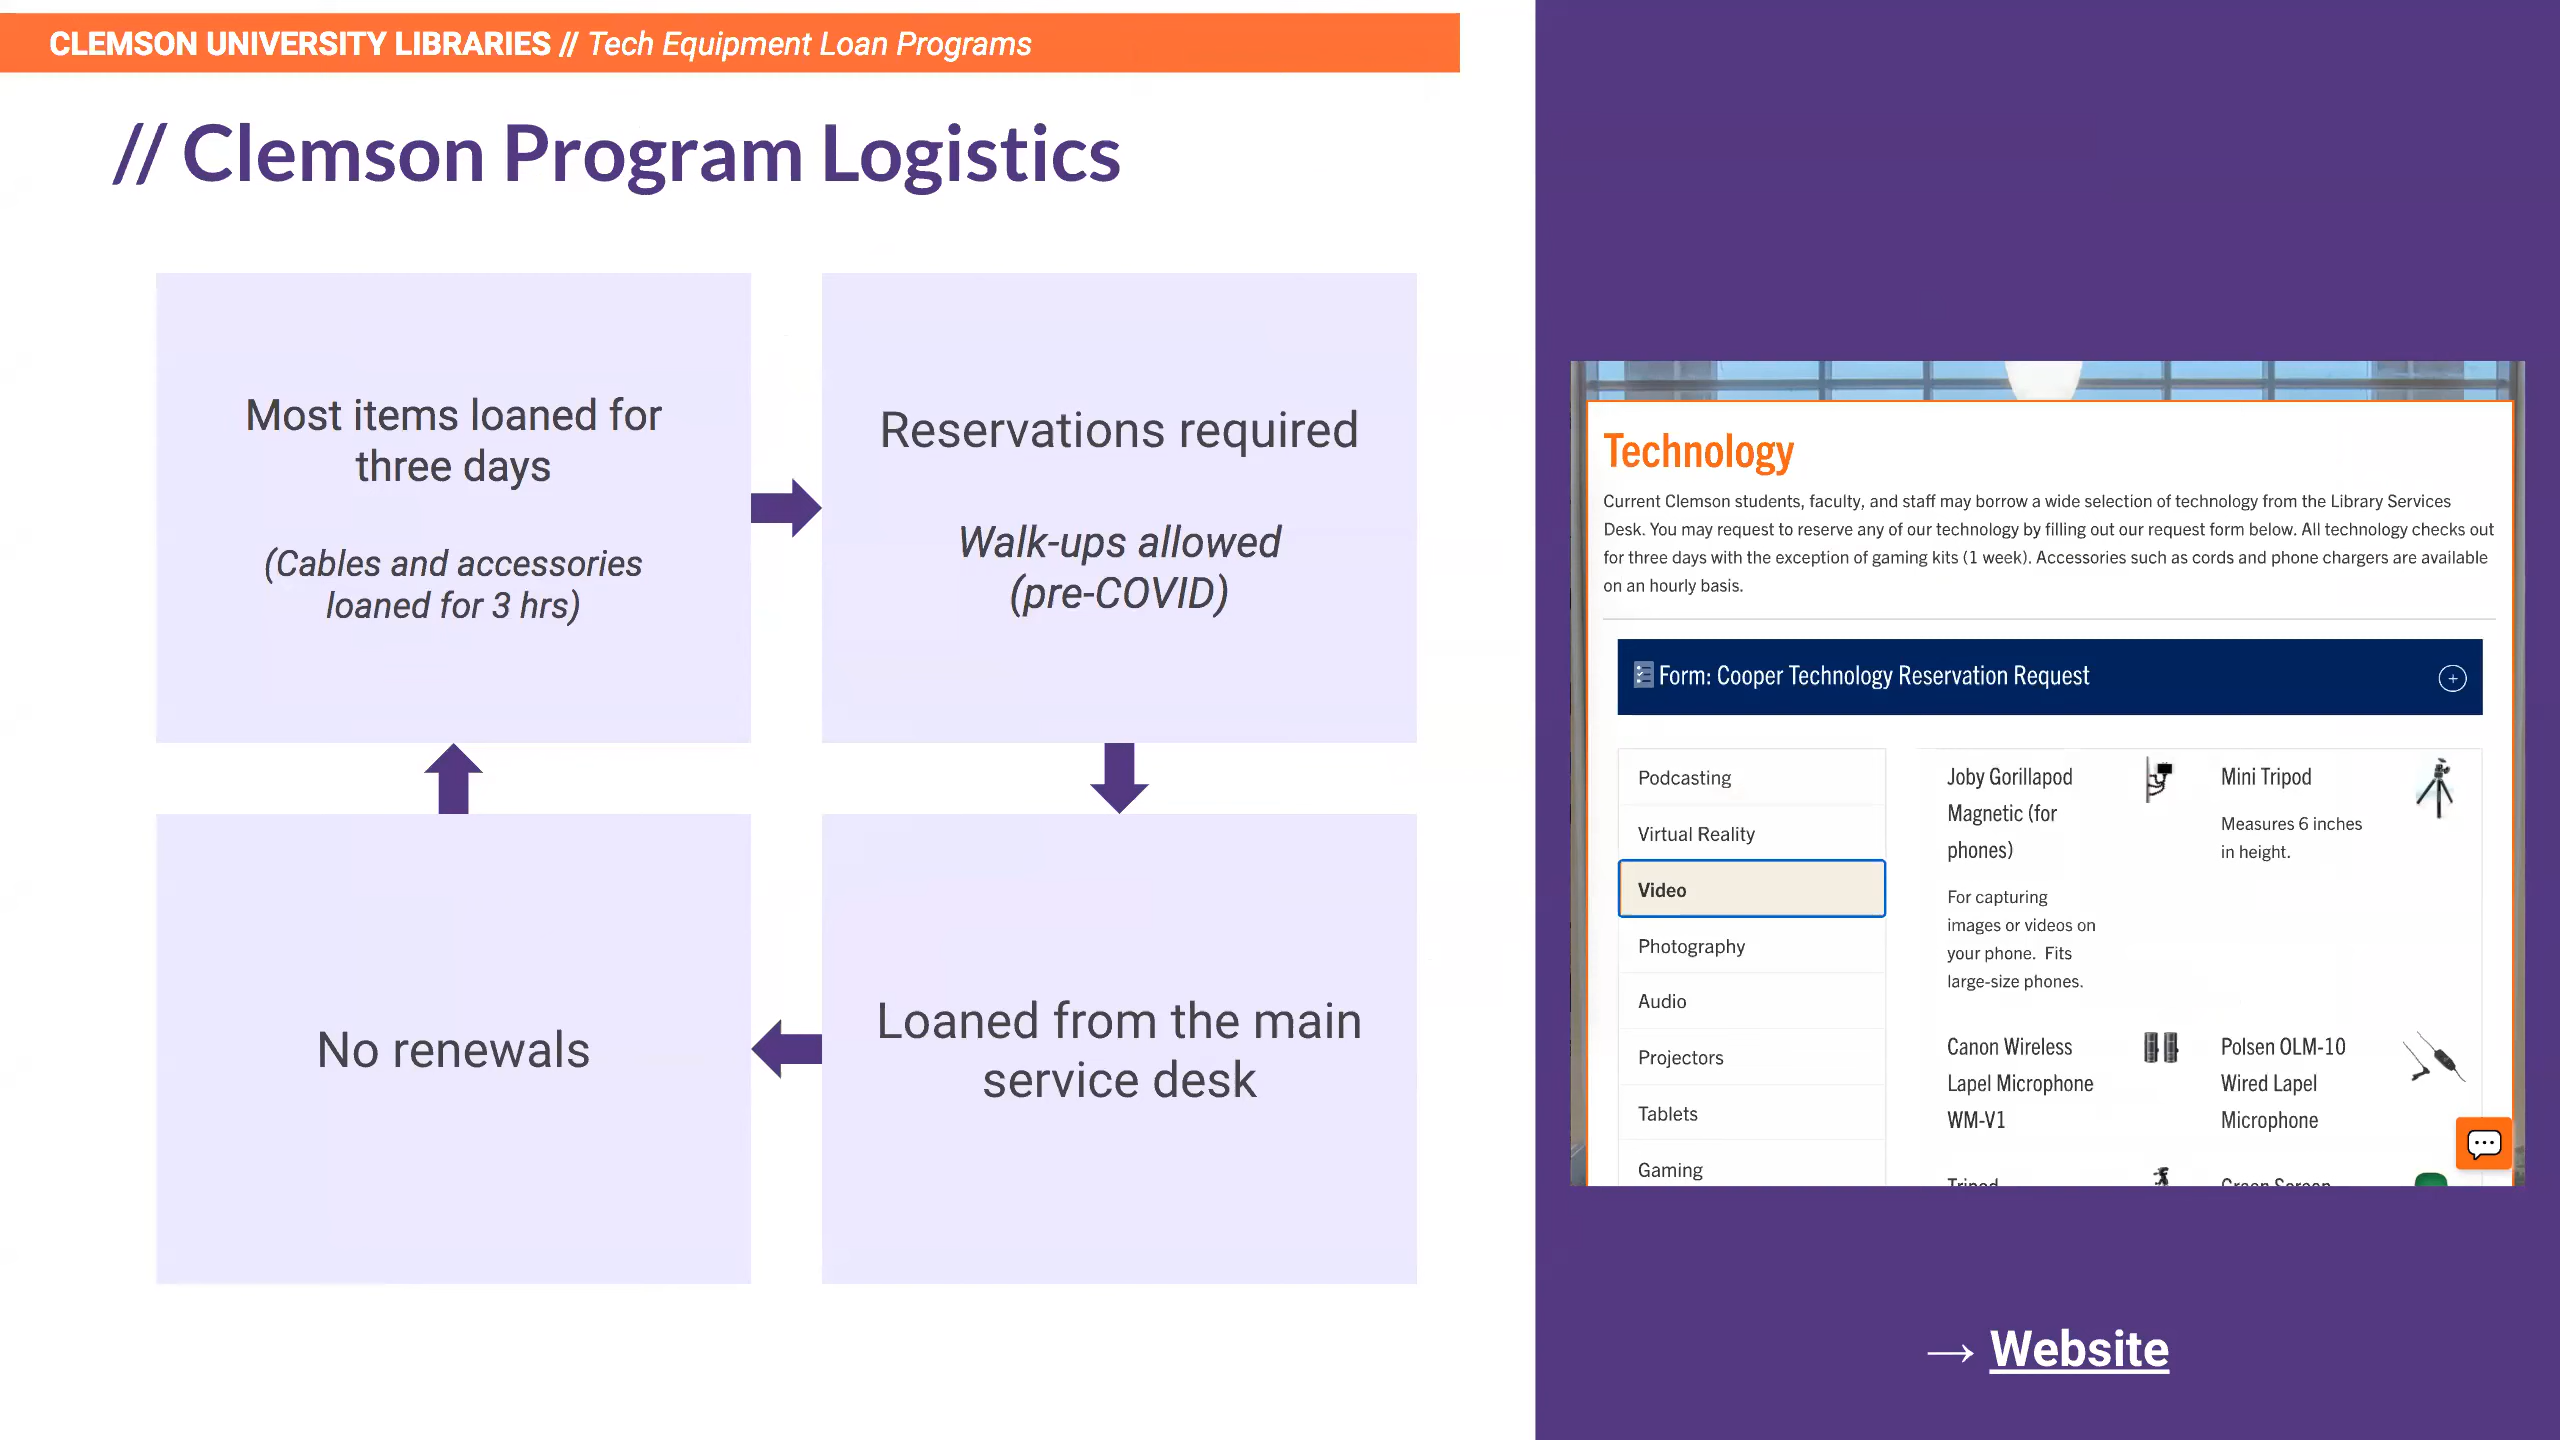 CLEMSON UNIVERSITY LIBRARIES // Tech Equipment Loan Programs
// Clemson Program Logistics
Most items loaned for
three days
(Cables and accessories
loaned for 3 hrs)
Reservations required
Walk-ups allowed
(pre-COVID)
No renewals
Loaned from the main
service desk
Technology
Current Clemson students, faculty, and staff may borrow a wide selection of technology from the Library Services
Desk. You may request to reserve any of our technology by filling out our request form below. All technology checks out
for three days with the exception of gaming kits (1 week). Accessories such as cords and phone chargers are available
on an hourly basis.
Form: Cooper Technology Reservation Request
Podcasting
Virtual Reality
Video
Photography
Audio
Projectors
Tablets
Gaming
Joby Gorillapod
Magnetic (for
phones)
For capturing
images or videos on
your phone. Fits
large-size phones.
Mini Tripod
Measures 6 inches
in height.
Canon Wireless
Lapel Microphone
WM-V1
Polsen OLM-10
Wired Lapel
Microphone
Tripod
Green Screen
→ Website